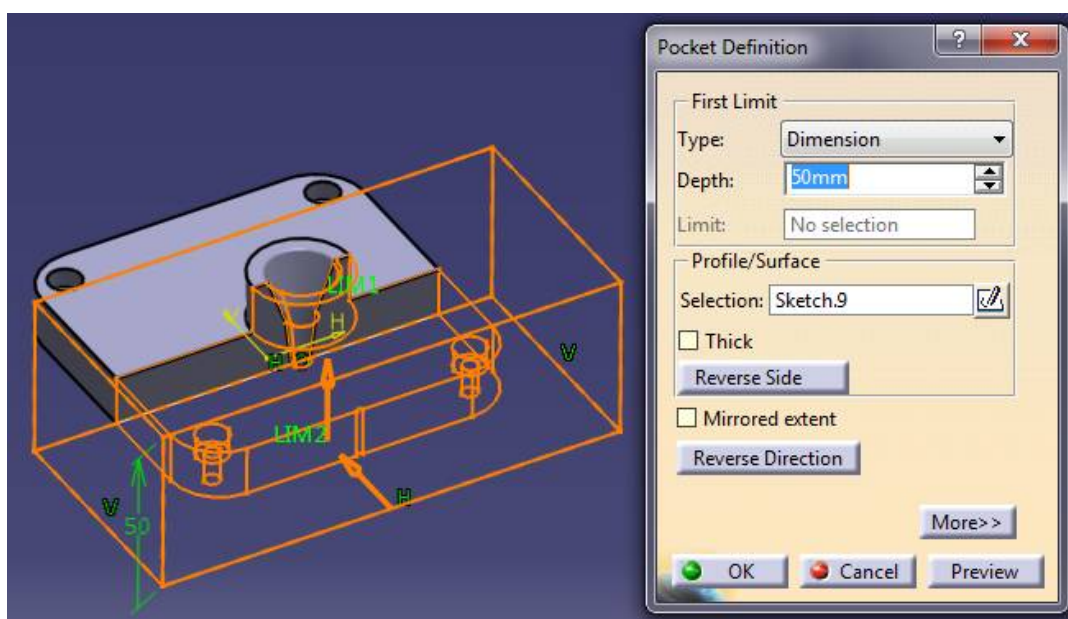 Pocket Definition
?
X
First Limit
Type: Dimension
Depth: 50mm
Limit: No selection
Profile/Surface
Selection: Sketch.9
Thick
Reverse Side
Mirrored extent
Reverse Direction
More>>
OK Cancel Preview
LIM1
H
V
LIM2
V
H
50